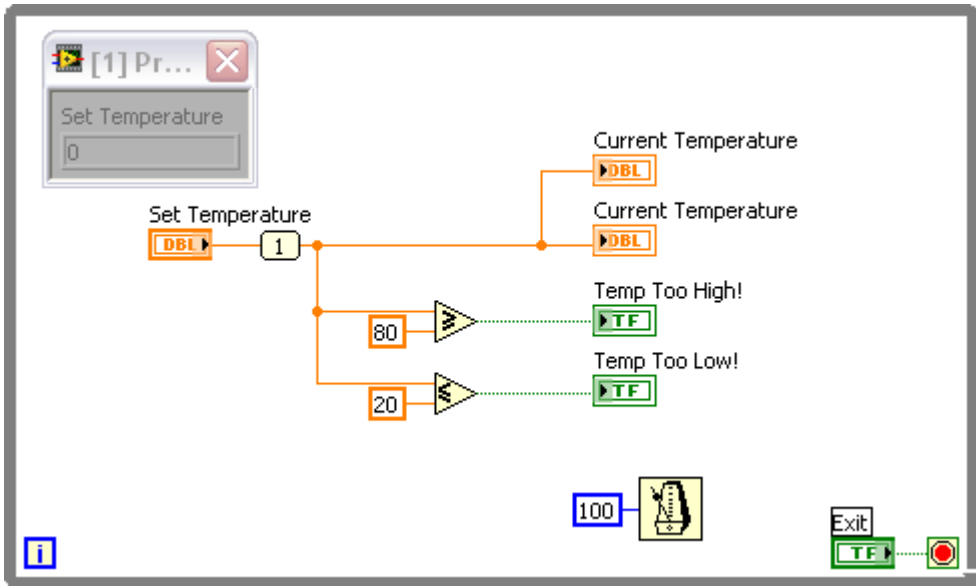 [1] Pr...
Set Temperature
0
Current Temperature
DBL
Set Temperature
Current Temperature
DBL
1
DBL
Temp Too High!
80
TF
Temp Too Low!
20
TF
100
Exit
i
TF